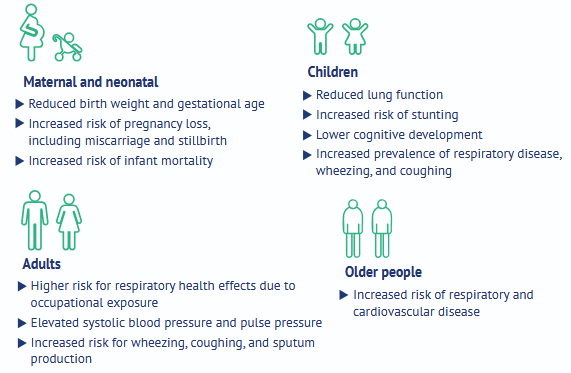 Maternal and neonatal
▶ Reduced birth weight and gestational age
▶ Increased risk of pregnancy loss,
including miscarriage and stillbirth
▶ Increased risk of infant mortality
Children
▶ Reduced lung function
▶ Increased risk of stunting
▶ Lower cognitive development
▶ Increased prevalence of respiratory disease,
wheezing, and coughing
Adults
▶ Higher risk for respiratory health effects due to
occupational exposure
▶ Elevated systolic blood pressure and pulse pressure
▶ Increased risk for wheezing, coughing, and sputum
production
Older people
▶ Increased risk of respiratory and
cardiovascular disease